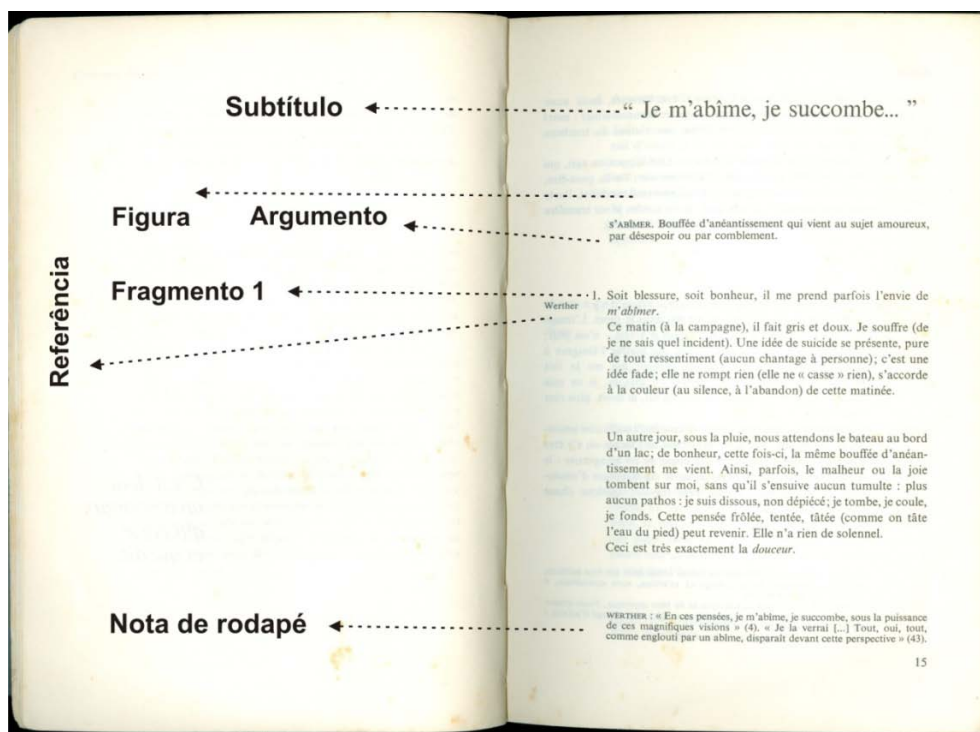 Subtítulo
Figura Argumento
Fragmento 1
Referência
Nota de rodapé
“ Je m'abîme, je succombe... ”
S'ABÎMER. Bouffée d'anéantissement qui vient au sujet amoureux,
par désespoir ou par comblement.
Werther
1. Soit blessure, soit bonheur, il me prend parfois l'envie de
m'abîmer.
Ce matin (à la campagne), il fait gris et doux. Je souffre (de
je ne sais quel incident). Une idée de suicide se présente, pure
de tout ressentiment (aucun chantage à personne); c'est une
idée fade; elle ne rompt rien (elle ne « casse » rien), s'accorde
à la couleur (au silence, à l'abandon) de cette matinée.
Un autre jour, sous la pluie, nous attendons le bateau au bord
d'un lac; de bonheur, cette fois-ci, la même bouffée d'anéan-
tissement me vient. Ainsi, parfois, le malheur ou la joie
tombent sur moi, sans qu'il s'ensuive aucun tumulte : plus
aucun pathos : je suis dissous, non dépiécé; je tombe, je coule,
je fonds. Cette pensée frôlée, tentée, tâtée (comme on tâte
l'eau du pied) peut revenir. Elle n'a rien de solennel.
Ceci est très exactement la douceur.
WERTHER : « En ces pensées, je m'abîme, je succombe, sous la puissance
de ces magnifiques visions » (4). « Je la verrai [...] Tout, oui, tout,
comme englouti par un abîme, disparaît devant cette perspective » (43).
15